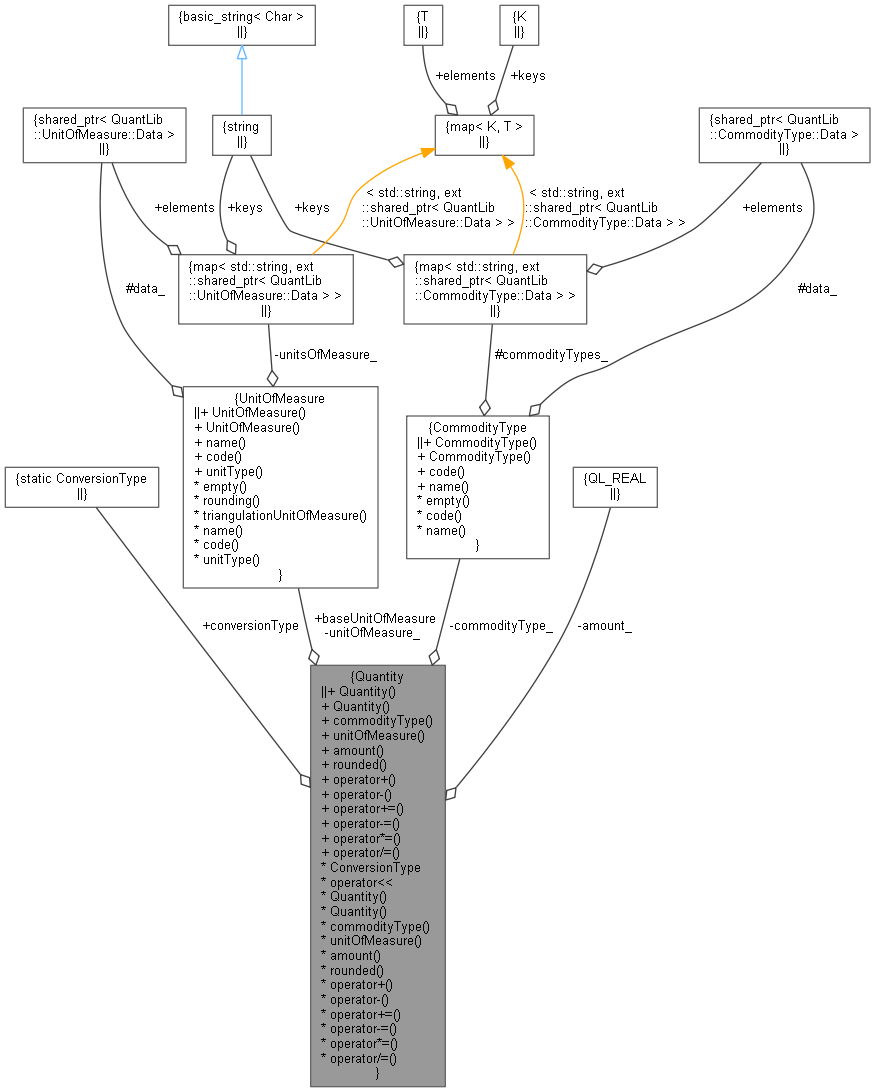 {basic_string< Char >
||}
{T
||}
{K
||}
+elements
+keys
{shared_ptr< QuantLib
::UnitOfMeasure::Data >
||}
{string
||}
{map< K, T >
||}
{shared_ptr< QuantLib
::CommodityType::Data >
||}
+elements
+keys
+keys
< std::string, ext
::shared_ptr< QuantLib
::UnitOfMeasure::Data > >
< std::string, ext
::shared_ptr< QuantLib
::CommodityType::Data > >
+elements
#data_
{map< std::string, ext
::shared_ptr< QuantLib
::UnitOfMeasure::Data > >
||}
{map< std::string, ext
::shared_ptr< QuantLib
::CommodityType::Data > >
||}
#data_
-unitsOfMeasure_
#commodityTypes_
{static ConversionType
||}
{UnitOfMeasure
||+ UnitOfMeasure()
+ UnitOfMeasure()
+ name()
+ code()
+ unitType()
* empty()
* rounding()
* triangulationUnitOfMeasure()
* name()
* code()
* unitType()
}
{CommodityType
||+ CommodityType()
+ CommodityType()
+ code()
+ name()
* empty()
* code()
* name()
}
{QL_REAL
||}
+conversionType
+baseUnitOfMeasure
-unitOfMeasure_
-commodityType_
-amount_
{Quantity
||+ Quantity()
+ Quantity()
+ commodityType()
+ unitOfMeasure()
+ amount()
+ rounded()
+ operator+()
+ operator-()
+ operator+=()
+ operator-=()
+ operator*=()
+ operator/=()
* ConversionType
* operator<<
* Quantity()
* Quantity()
* commodityType()
* unitOfMeasure()
* amount()
* rounded()
* operator+()
* operator-()
* operator+=()
* operator-=()
* operator*=()
* operator/=()
}